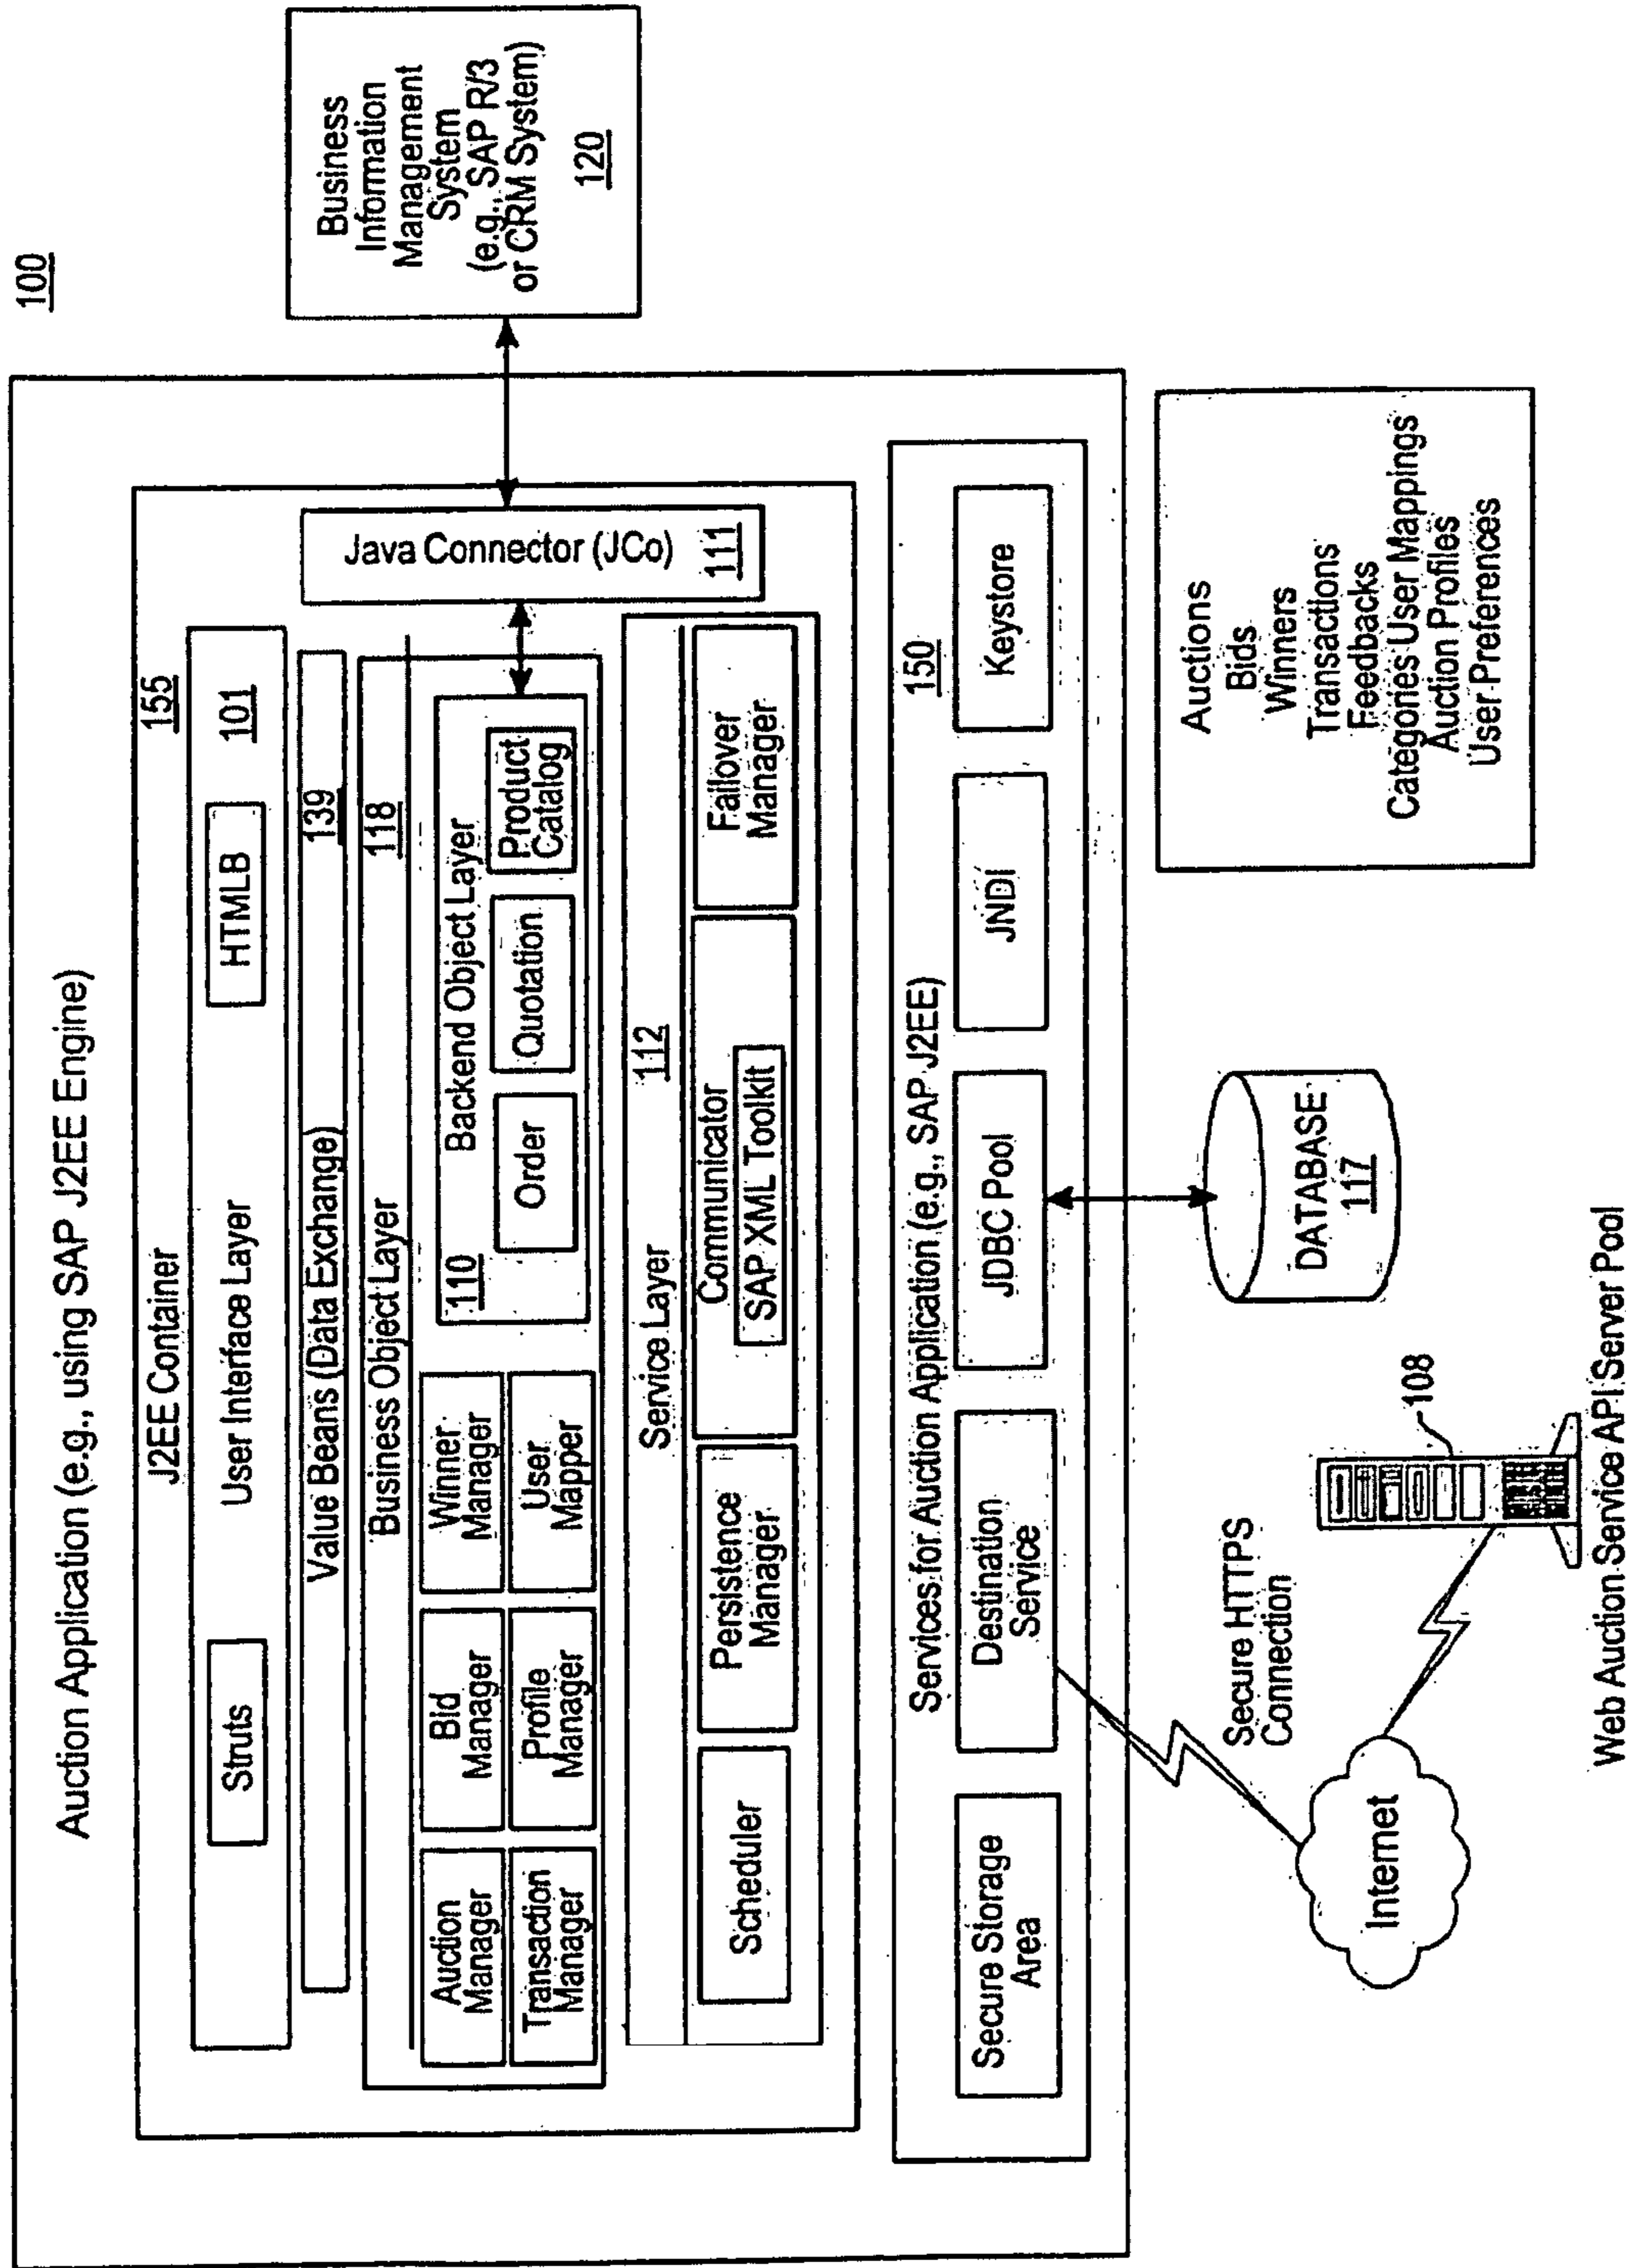 100
Auction Application (e.g., using SAP J2EE Engine)
J2EE Container
155
Struts
User Interface Layer
HTMLB
101
Value Beans (Data Exchange)
139
Business Object Layer
118
Auction
Manager
Bid
Manager
Winner
Manager
Transaction
Manager
Profile
Manager
User
Mapper
110
Backend Object Layer
Order
Quotation
Product
Catalog
Java Connector (JCo)
111
Business
Information
Management
System
(e.g., SAP R/3
or CRM System)
120
Service Layer
112
Scheduler
Persistence
Manager
Communicator
SAP XML Toolkit
Failover
Manager
Services for Auction Application (e.g., SAP J2EE)
150
Secure Storage
Area
Destination
Service
JDBC Pool
JNDI
Keystore
Secure HTTPS
Connection
Internet
108
Web Auction Service API Server Pool
DATABASE
117
Auctions
Bids
Winners
Transactions
Feedbacks
Categories User Mappings
Auction Profiles
User Preferences